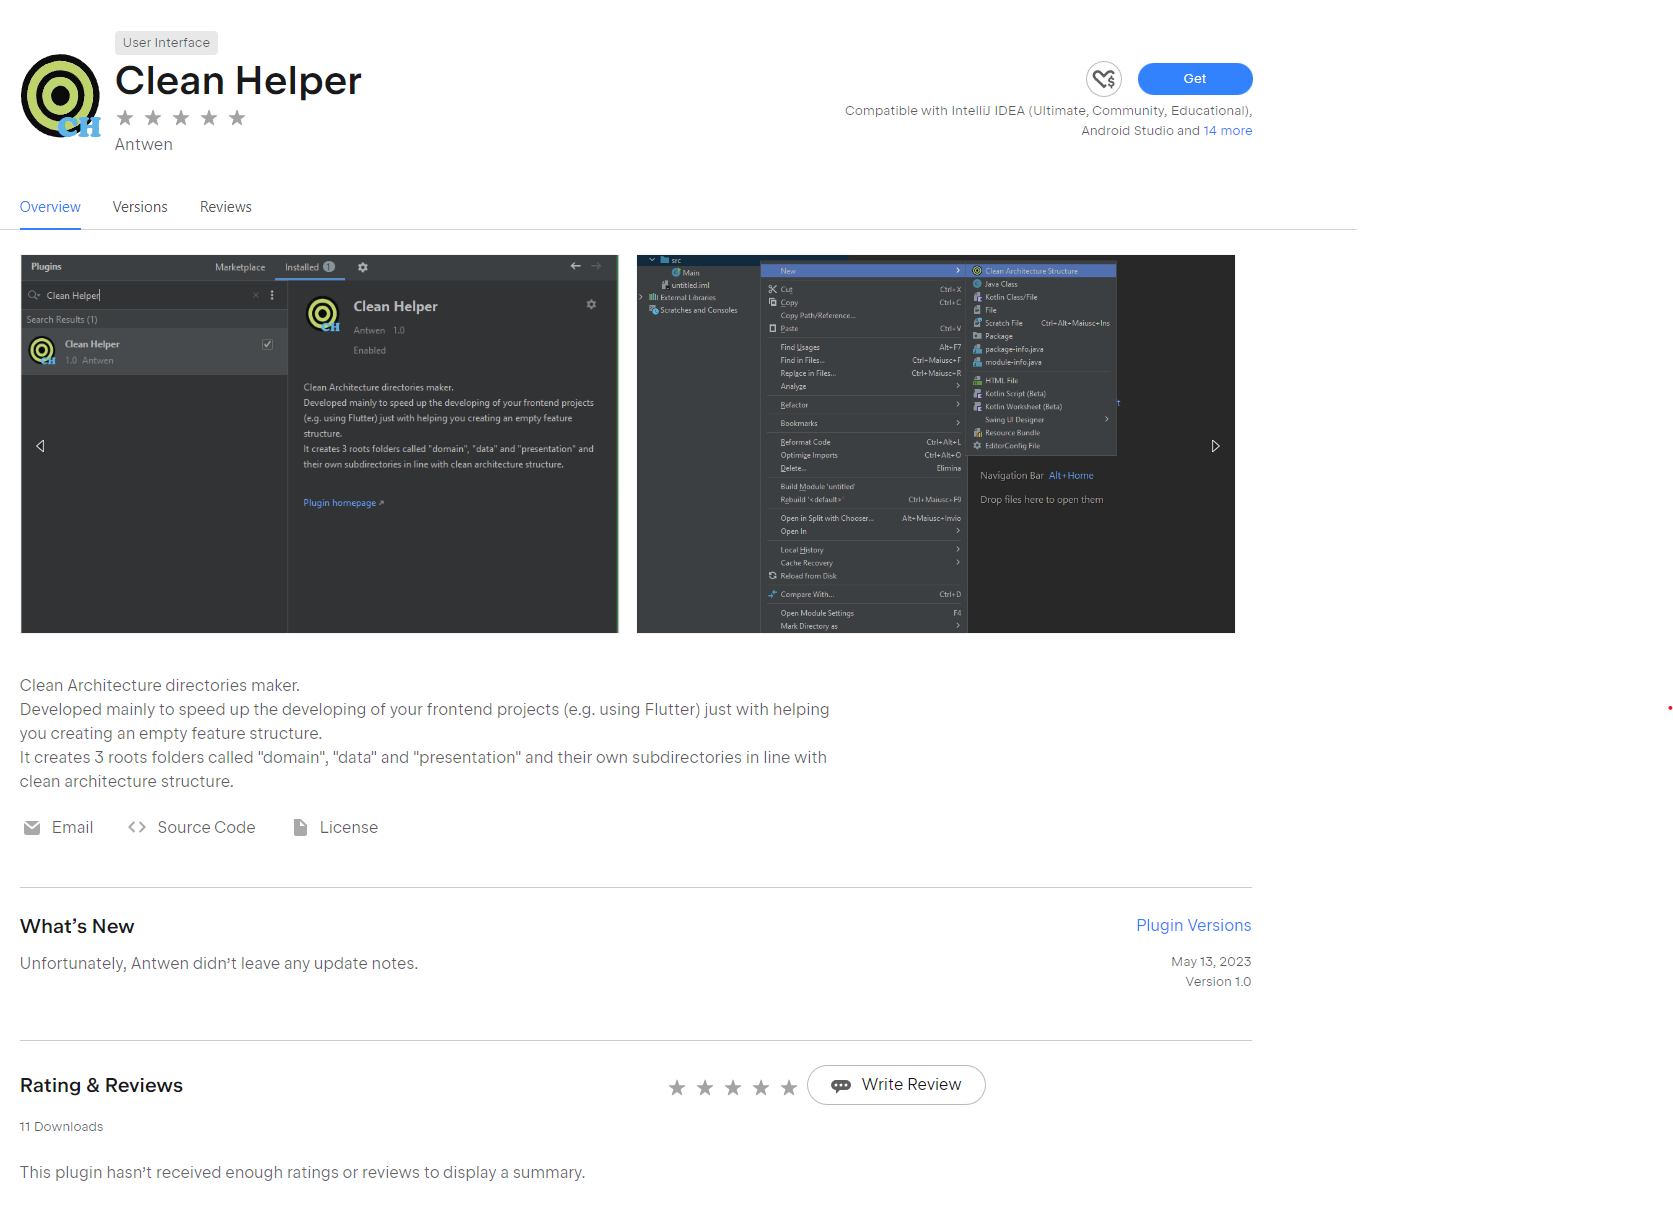 User Interface
Clean Helper
CH
Antwen
Get
Compatible with IntelliJ IDEA (Ultimate, Community, Educational),
Android Studio and 14 more
Overview
Versions
Reviews
Plugins
Marketplace
Installed 1
Clean Helper
Search Results (1)
CH
Clean Helper
1.0 Antwen
CH
Clean Helper
Antwen 1.0
Enabled
Clean Architecture directories maker.
Developed mainly to speed up the developing of your frontend projects
(e.g. using Flutter) just with helping you creating an empty feature
structure.
It creates 3 roots folders called "domain", "data" and "presentation" and
their own subdirectories in line with clean architecture structure.
Plugin homepage ↗
src
Main
untitled.iml
External Libraries
Scratches and Consoles
New
Cut Ctrl+X
Copy Ctrl+C
Copy Path/Reference...
Paste Ctrl+V
Find Usages Alt+F7
Find in Files... Ctrl+Maiusc+F
Replace in Files... Ctrl+Maiusc+R
Analyze
Refactor
Bookmarks
Reformat Code Ctrl+Alt+L
Optimize Imports Ctrl+Alt+O
Delete... Elimina
Build Module 'untitled'
Rebuild '<default>' Ctrl+Maiusc+F9
Open in Split with Chooser... Alt+Maiusc+Invio
Open In
Local History
Cache Recovery
Reload from Disk
Compare With... Ctrl+D
Open Module Settings F4
Mark Directory as
Clean Architecture Structure
Java Class
Kotlin Class/File
File
Scratch File Ctrl+Alt+Maiusc+Ins
Package
package-info.java
module-info.java
HTML File
Kotlin Script (Beta)
Kotlin Worksheet (Beta)
Swing UI Designer
Resource Bundle
EditorConfig File
Navigation Bar Alt+Home
Drop files here to open them
Clean Architecture directories maker.
Developed mainly to speed up the developing of your frontend projects (e.g. using Flutter) just with helping
you creating an empty feature structure.
It creates 3 roots folders called "domain", "data" and "presentation" and their own subdirectories in line with
clean architecture structure.
Email
Source Code
License
What's New
Plugin Versions
Unfortunately, Antwen didn't leave any update notes.
May 13, 2023
Version 1.0
Rating & Reviews
Write Review
11 Downloads
This plugin hasn't received enough ratings or reviews to display a summary.